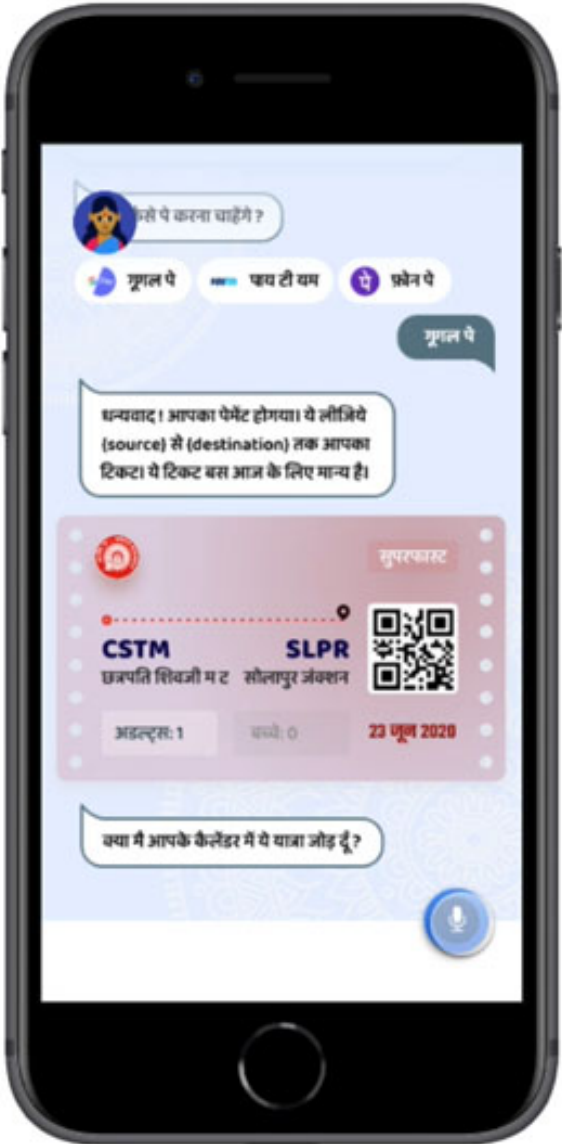 कैसे पे करना चाहेंगे ?
गूगल पे
पाय टी यम
पे
फ़ोन पे
गूगल पे
धन्यवाद ! आपका पेमेंट होगया। ये लीजिये
(source) से (destination) तक आपका
टिकट। ये टिकट बस आज के लिए मान्य है।
सुपरफास्ट
CSTM
SLPR
छत्रपति शिवजी म ट
सोलापुर जंक्शन
अडल्ट्स: 1
बच्चे: 0
23 जून 2020
क्या मै आपके कैलेंडर में ये यात्रा जोड़ दूँ ?